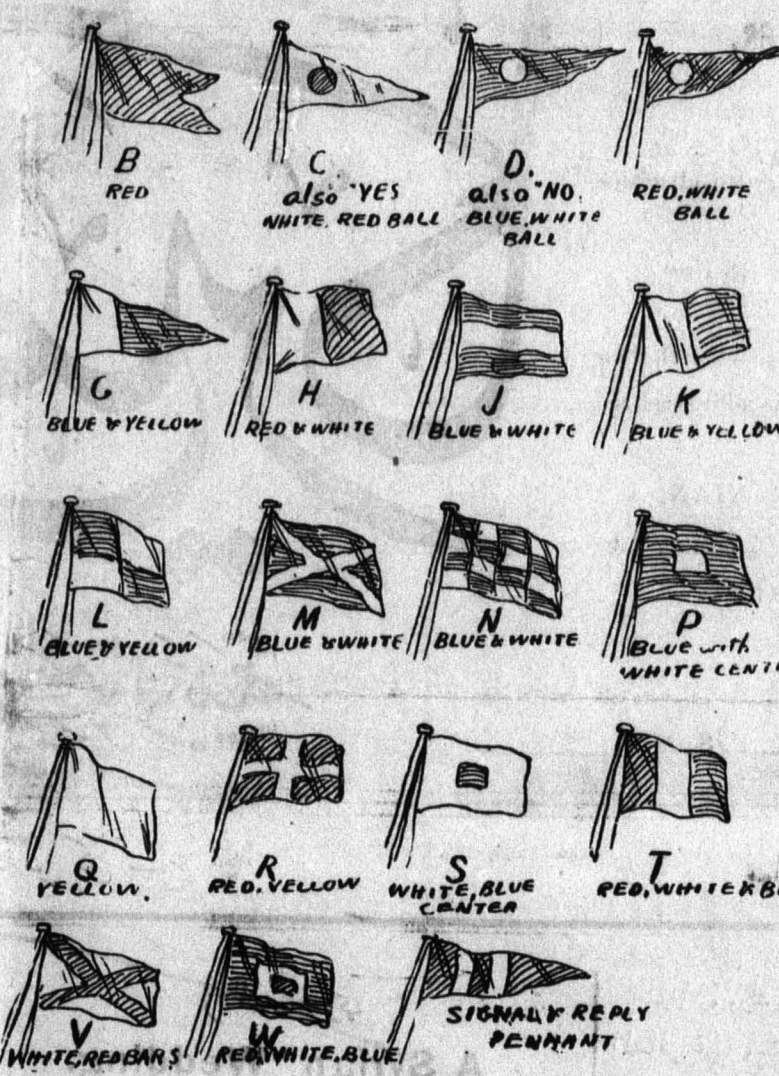 B
RED
C.
also "YES
WHITE, RED BALL
D.
also "NO.
BLUE, WHITE
BALL
RED, WHITE
BALL
G
BLUE & YELLOW
H
RED & WHITE
J
BLUE & WHITE
K
BLUE & YELLOW
L
BLUE & YELLOW
M
BLUE & WHITE
N
BLUE & WHITE
P
BLUE with
WHITE CENT
Q
YELLOW.
R
RED, YELLOW
S
WHITE, BLUE
CENTER
T
RED, WHITE & B
V
WHITE, RED BARS
W
RED, WHITE, BLUE
SIGNAL & REPLY
PENNANT